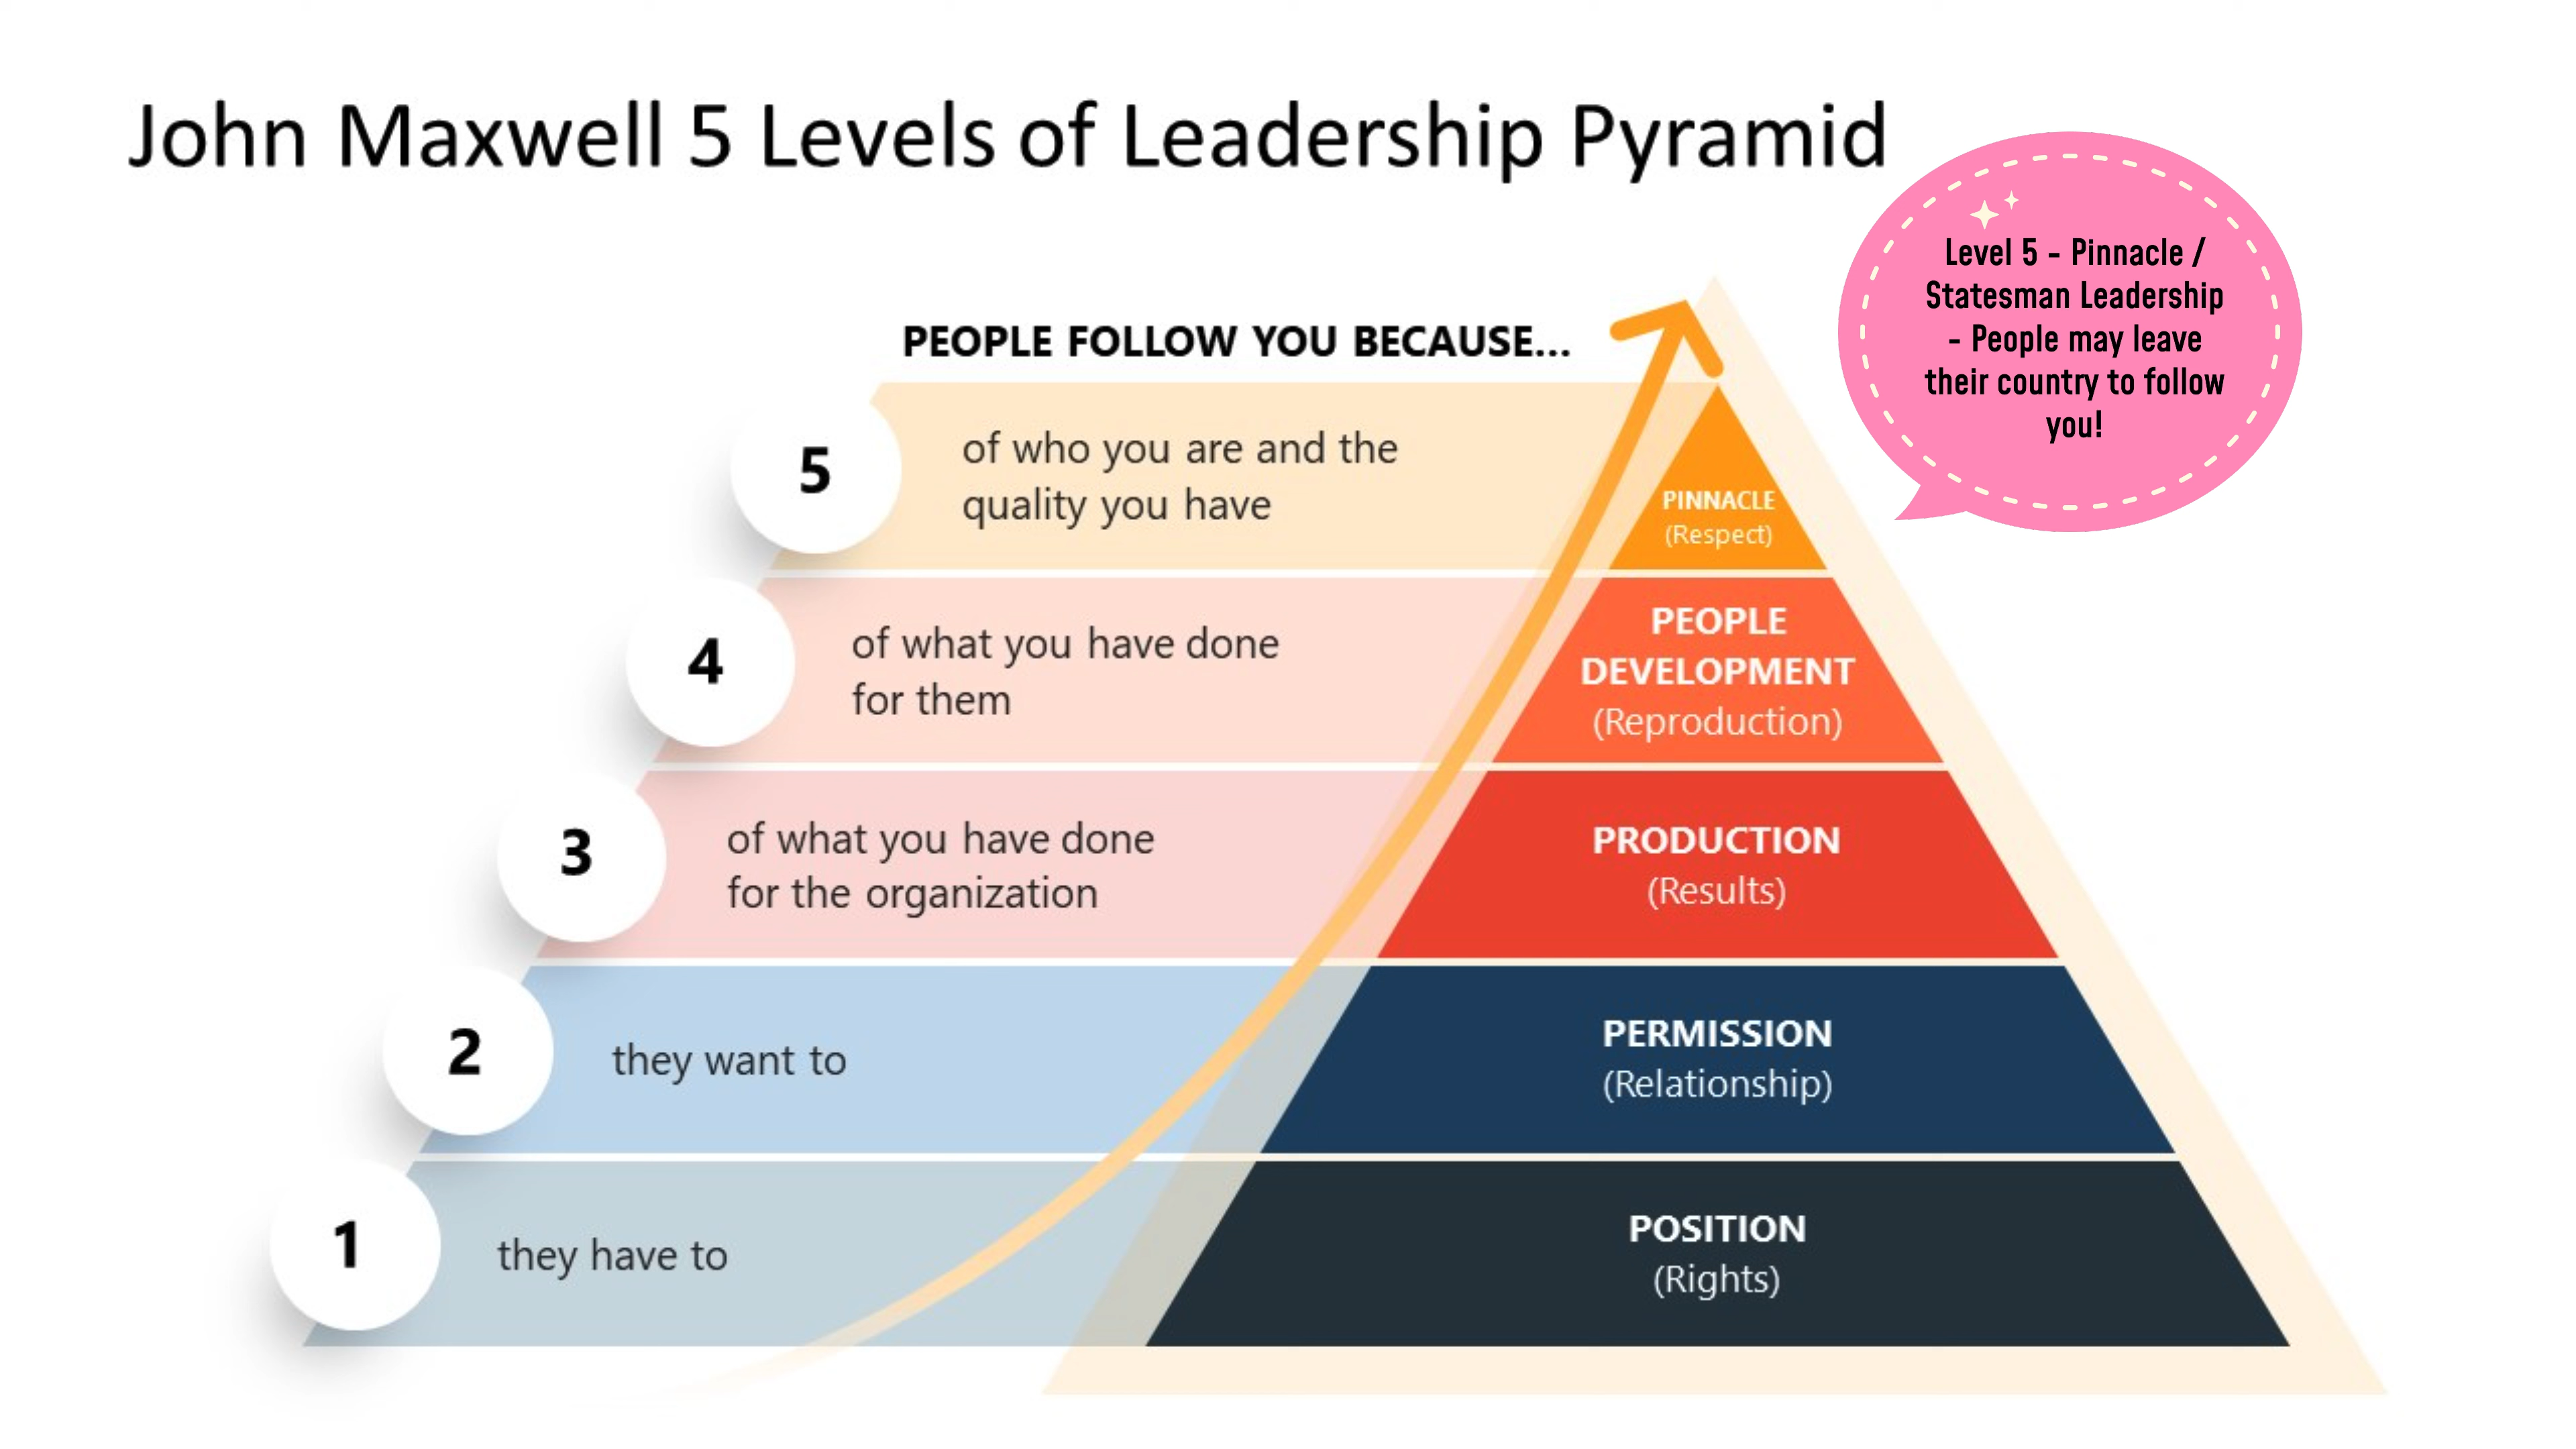 John Maxwell 5 Levels of Leadership Pyramid
Level 5 - Pinnacle /
Statesman Leadership
- People may leave
their country to follow
you!
PEOPLE FOLLOW YOU BECAUSE...
5
of who you are and the
quality you have
PINNACLE
(Respect)
4
of what you have done
for them
PEOPLE
DEVELOPMENT
(Reproduction)
3
of what you have done
for the organization
PRODUCTION
(Results)
2
they want to
PERMISSION
(Relationship)
1
they have to
POSITION
(Rights)